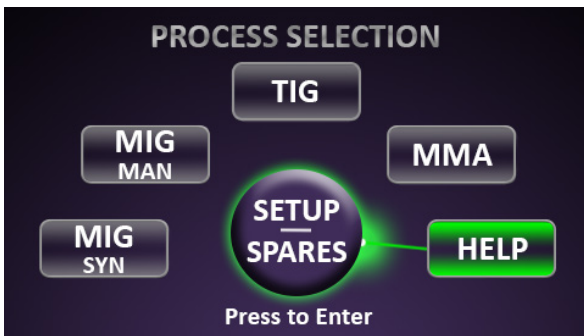 PROCESS SELECTION
TIG
MIG
MAN
MMA
MIG
SYN
SETUP
SPARES
HELP
Press to Enter